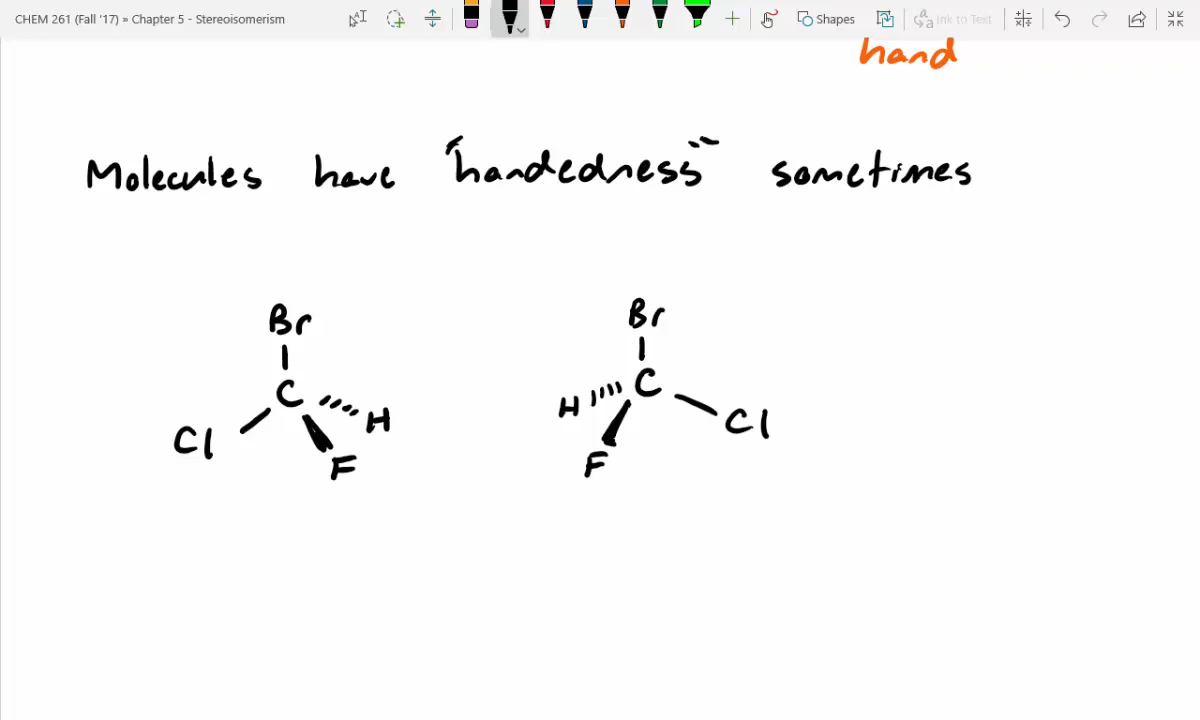 CHEM 261 (Fall '17) » Chapter 5 - Stereoisomerism Shapes Ink to Text
hand
Molecules have "handedness" sometimes
Br Br
C C
H
Cl H Cl
F F